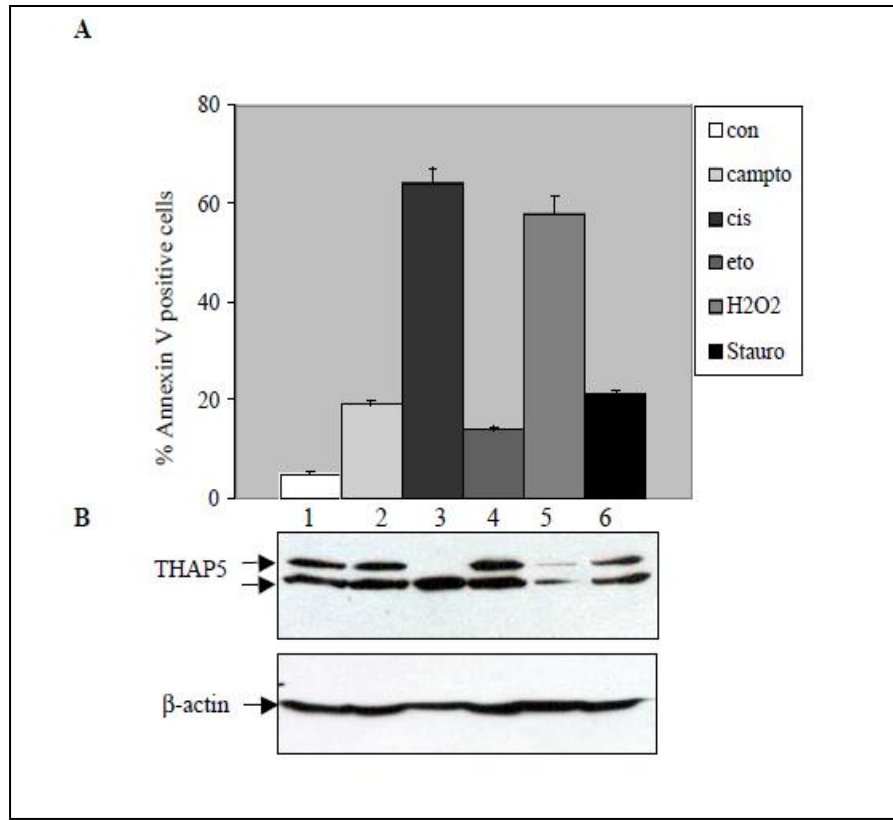 A
% Annexin V positive cells
80
60
40
20
0
con
campto
cis
eto
H2O2
Stauro
B
1 2 3 4 5 6
THAP5
β-actin